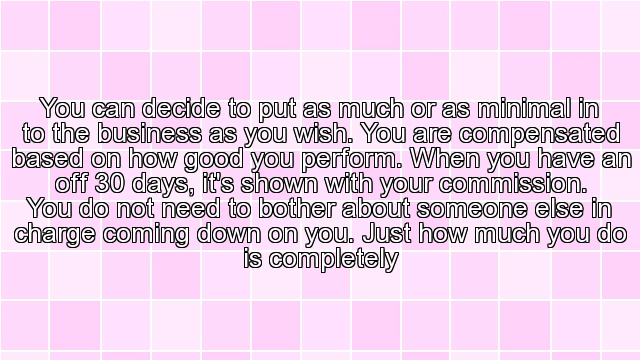 You can decide to put as much or as minimal in
to the business as you wish. You are compensated
based on how good you perform. When you have an
off 30 days, it's shown with your commission.
You do not need to bother about someone else in
charge coming down on you. Just how much you do
is completely